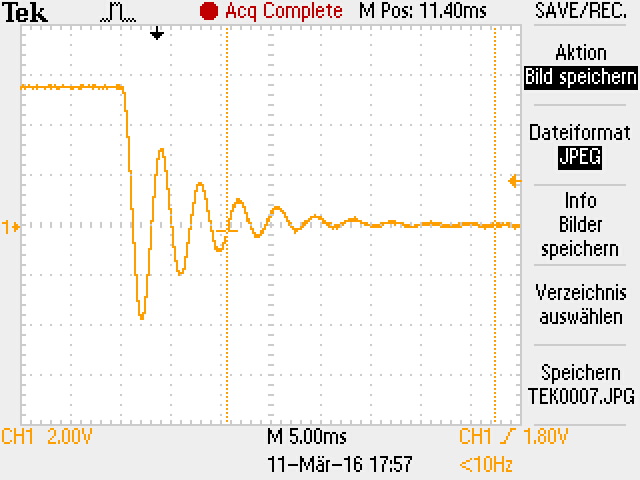 Tek Acq Complete M Pos: 11.40ms SAVE/REC.
Aktion
Bild speichern
Dateiformat
JPEG
Info
Bilder
speichern
1
Verzeichnis
auswählen
Speichern
TEK0007.JPG
CH1 2.00V M 5.00ms CH1 1.80V
11-Mär-16 17:57 <10Hz